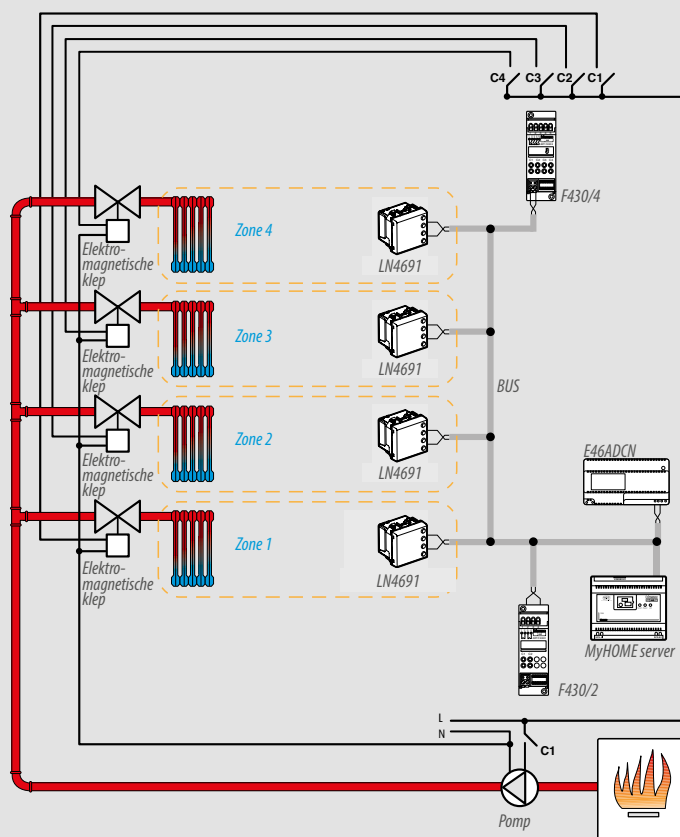 C4 C3 C2 C1
F430/4
Elektro-
magnetische
klep
Zone 4
LN4691
Elektro-
magnetische
klep
Zone 3
LN4691
BUS
Elektro-
magnetische
klep
Zone 2
LN4691
E46ADCN
Elektro-
magnetische
klep
Zone 1
LN4691
MyHOME server
F430/2
L
N
C1
Pomp